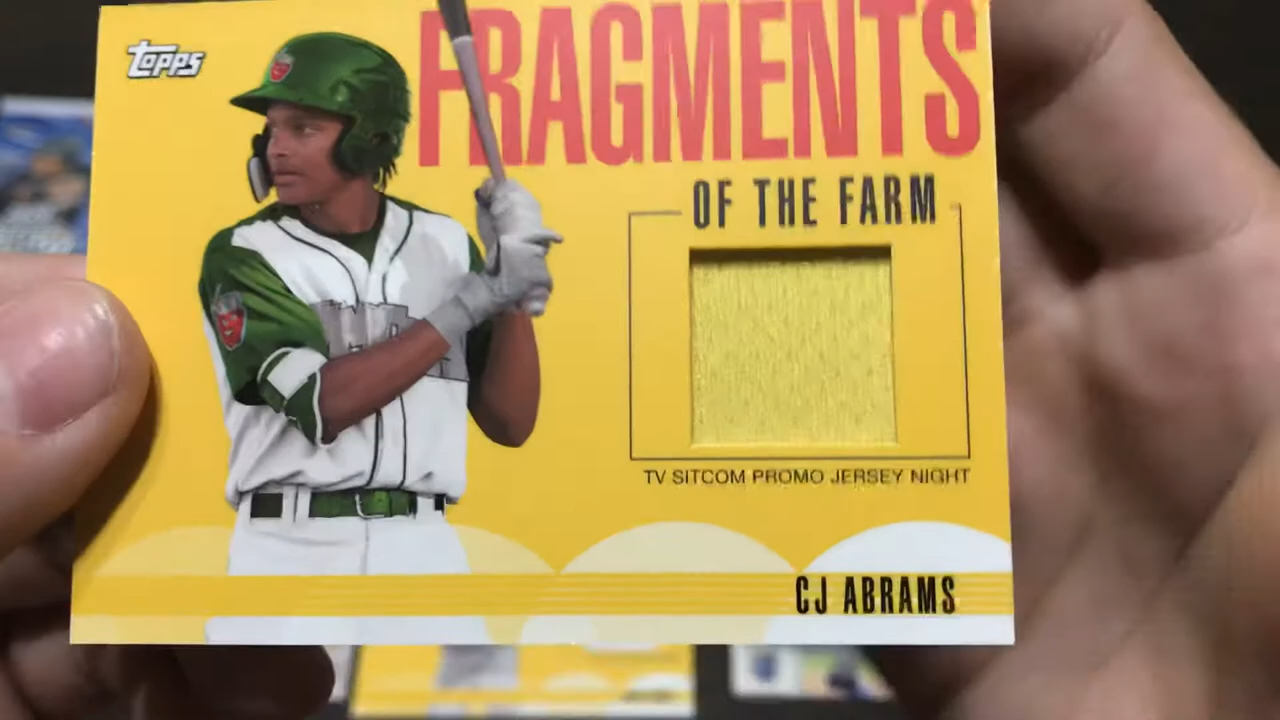 topps
FRAGMENTS
OF THE FARM
TV SITCOM PROMO JERSEY NIGHT
CJ ABRAMS